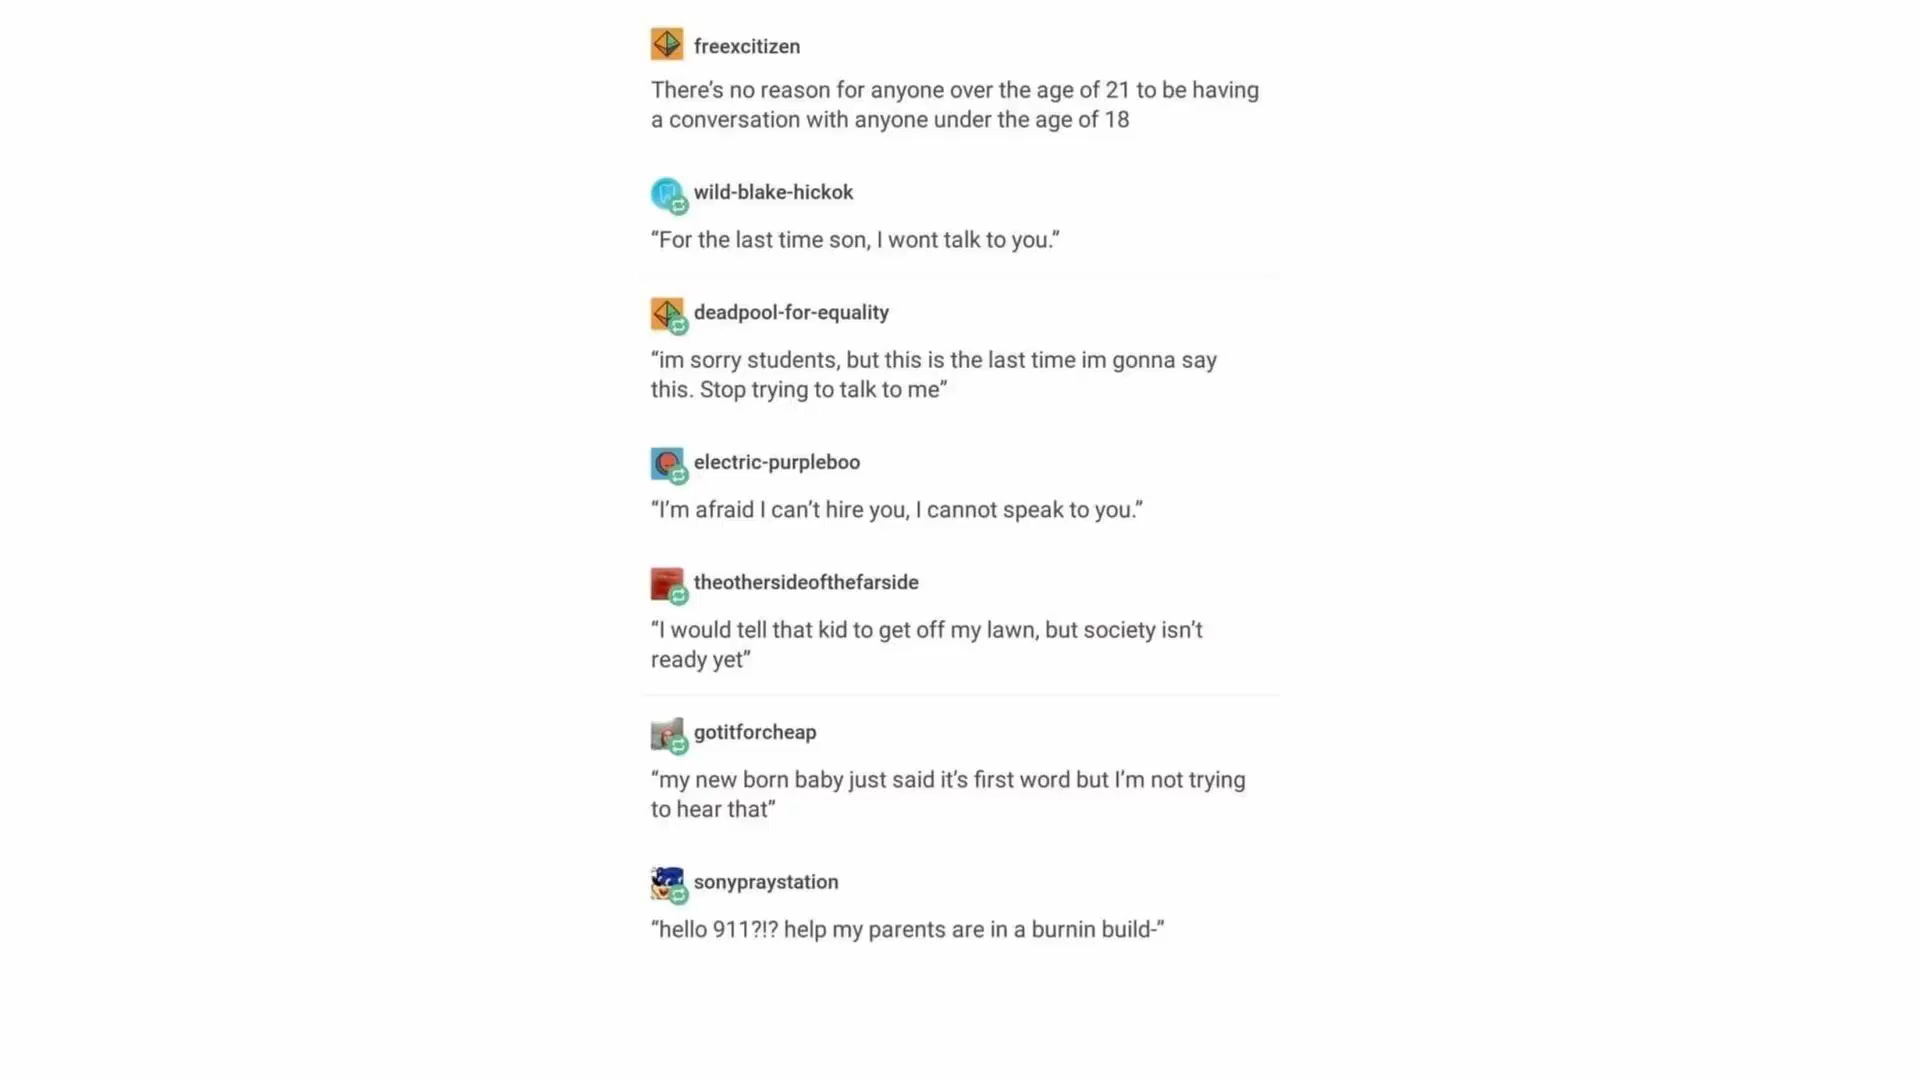 freexcitizen
There’s no reason for anyone over the age of 21 to be having
a conversation with anyone under the age of 18
wild-blake-hickok
“For the last time son, I wont talk to you.”
deadpool-for-equality
“im sorry students, but this is the last time im gonna say
this. Stop trying to talk to me”
electric-purpleboo
“I’m afraid I can’t hire you, I cannot speak to you.”
theothersideofthefarside
“I would tell that kid to get off my lawn, but society isn’t
ready yet”
gotitforcheap
“my new born baby just said it’s first word but I’m not trying
to hear that”
sonypraystation
“hello 911?!? help my parents are in a burnin build-”